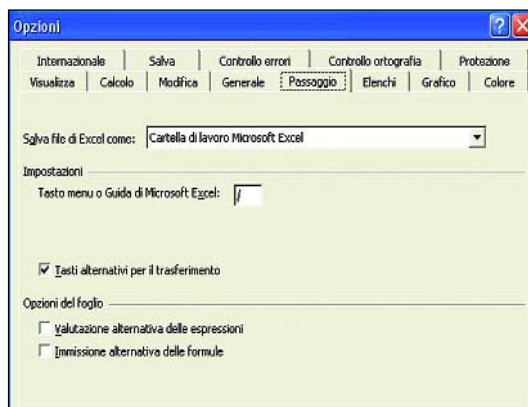 Opzioni
Internazionale Salva Controllo errori Controllo ortografia Protezione
Visualizza Calcolo Modifica Generale Passaggio Elenchi Grafico Colore
Salva file di Excel come: Cartella di lavoro Microsoft Excel
Impostazioni
Tasto menu o Guida di Microsoft Excel: /
Tasti alternativi per il trasferimento
Opzioni del foglio
Valutazione alternativa delle espressioni
Immissione alternativa delle formule